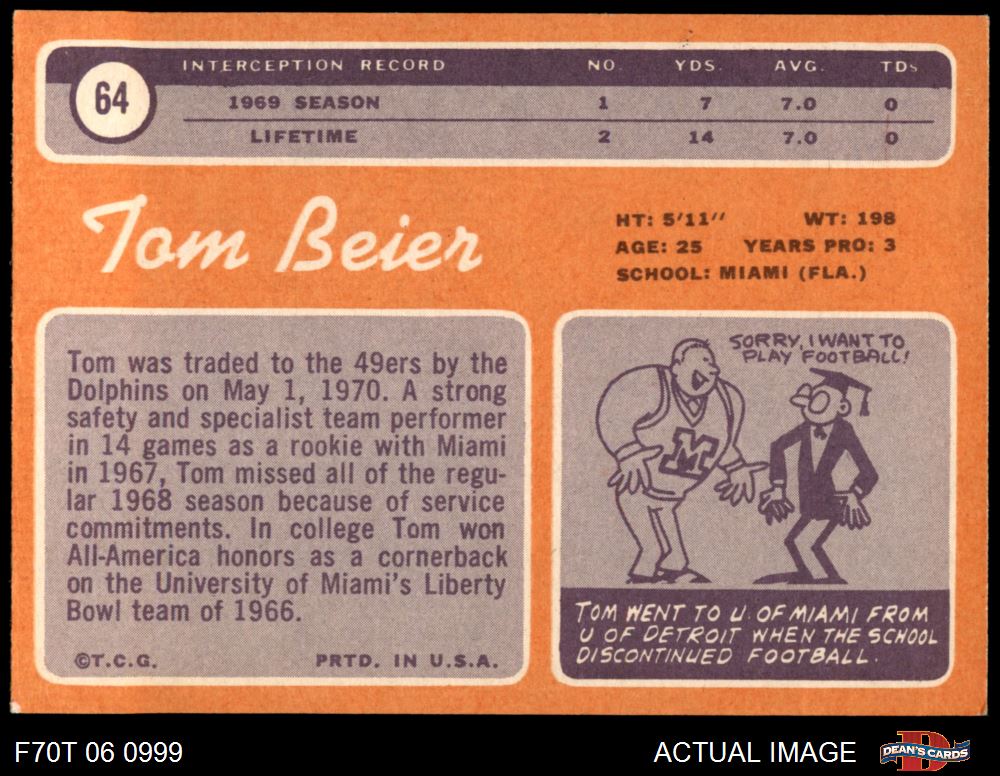 64
INTERCEPTION RECORD NO. YDS. AVG. TDs
1969 SEASON 1 7 7.0 0
LIFETIME 2 14 7.0 0
Tom Beier
HT: 5'11" WT: 198
AGE: 25 YEARS PRO: 3
SCHOOL: MIAMI (FLA.)
Tom was traded to the 49ers by the
Dolphins on May 1, 1970. A strong
safety and specialist team performer
in 14 games as a rookie with Miami
in 1967, Tom missed all of the regu-
lar 1968 season because of service
commitments. In college Tom won
All-America honors as a cornerback
on the University of Miami's Liberty
Bowl team of 1966.
©T.C.G. PRTD. IN U.S.A.
SORRY, I WANT TO
PLAY FOOTBALL!
M
TOM WENT TO U. OF MIAMI FROM
U OF DETROIT WHEN THE SCHOOL
DISCONTINUED FOOTBALL.
F70T 06 0999
ACTUAL IMAGE
D
DEAN'S CARDS